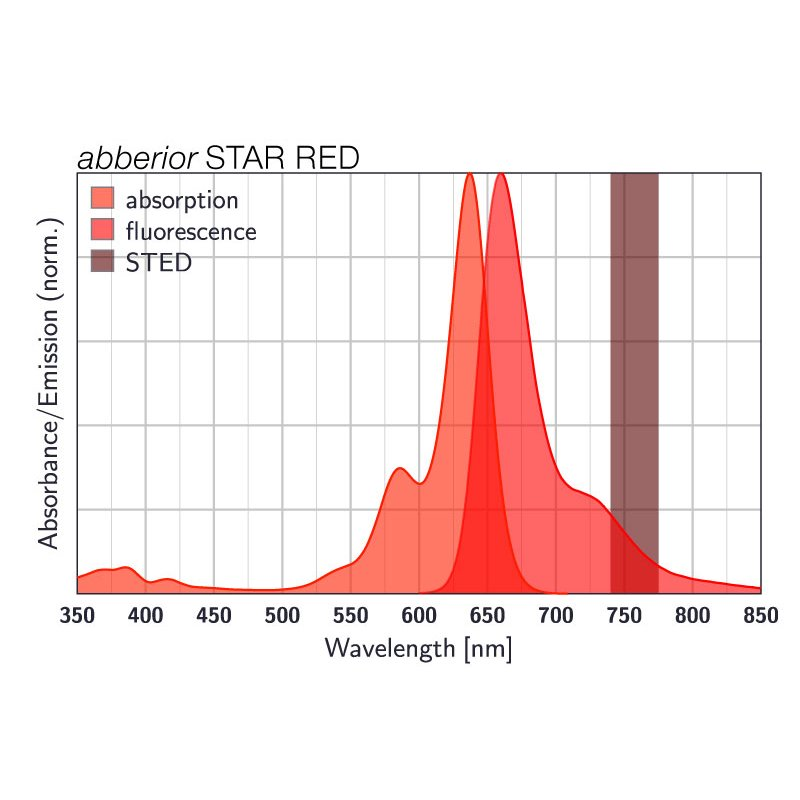 abberior STAR RED
absorption
fluorescence
STED
Absorbance/Emission (norm.)
350 400 450 500 550 600 650 700 750 800 850
Wavelength [nm]